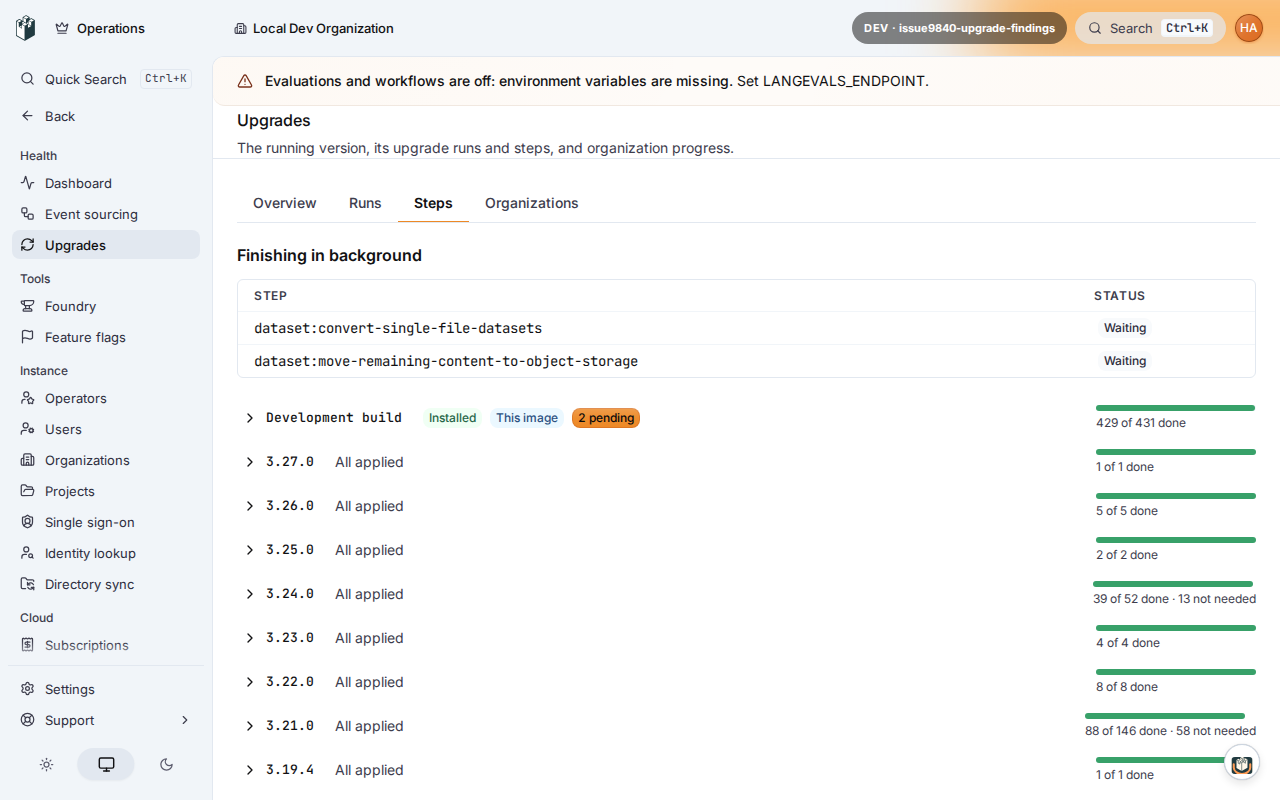 Operations
Local Dev Organization
DEV · issue9840-upgrade-findings
Search Ctrl+K
HA
Quick Search Ctrl+K
Back
Health
Dashboard
Event sourcing
Upgrades
Tools
Foundry
Feature flags
Instance
Operators
Users
Organizations
Projects
Single sign-on
Identity lookup
Directory sync
Cloud
Subscriptions
Settings
Support
Evaluations and workflows are off: environment variables are missing. Set LANGEVALS_ENDPOINT.
Upgrades
The running version, its upgrade runs and steps, and organization progress.
Overview Runs Steps Organizations
Finishing in background
STEP STATUS
dataset:convert-single-file-datasets Waiting
dataset:move-remaining-content-to-object-storage Waiting
Development build Installed This image 2 pending 429 of 431 done
3.27.0 All applied 1 of 1 done
3.26.0 All applied 5 of 5 done
3.25.0 All applied 2 of 2 done
3.24.0 All applied 39 of 52 done · 13 not needed
3.23.0 All applied 4 of 4 done
3.22.0 All applied 8 of 8 done
3.21.0 All applied 88 of 146 done · 58 not needed
3.19.4 All applied 1 of 1 done